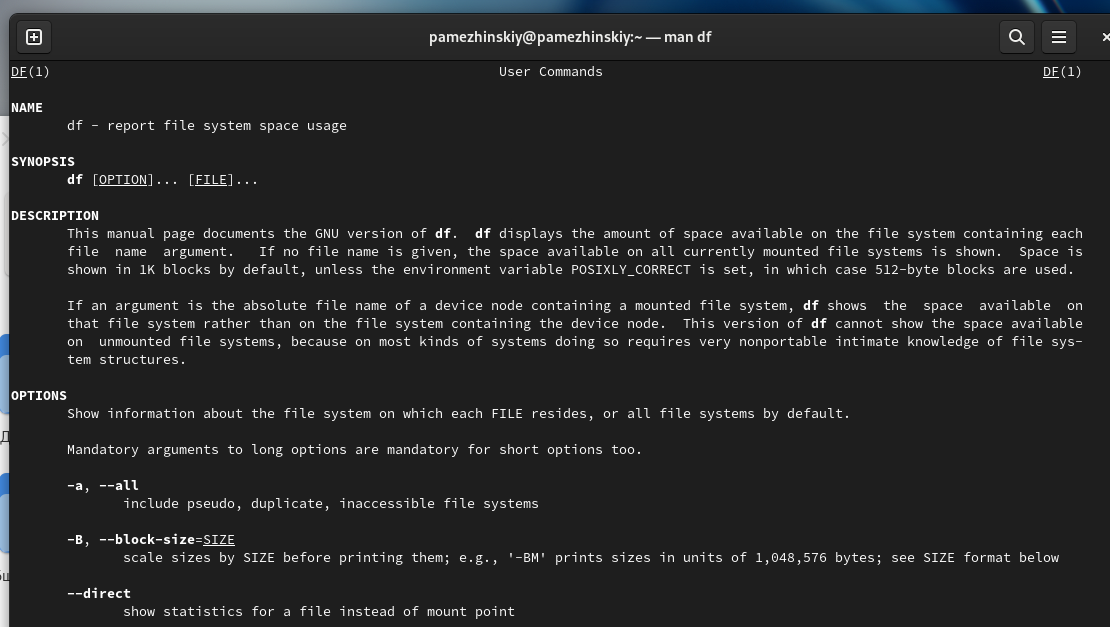 pamezhinskiy@pamezhinskiy:~ — man df
DF(1) User Commands DF(1)
NAME
df - report file system space usage
SYNOPSIS
df [OPTION]... [FILE]...
DESCRIPTION
This manual page documents the GNU version of df. df displays the amount of space available on the file system containing each
file name argument. If no file name is given, the space available on all currently mounted file systems is shown. Space is
shown in 1K blocks by default, unless the environment variable POSIXLY_CORRECT is set, in which case 512-byte blocks are used.
If an argument is the absolute file name of a device node containing a mounted file system, df shows the space available on
that file system rather than on the file system containing the device node. This version of df cannot show the space available
on unmounted file systems, because on most kinds of systems doing so requires very nonportable intimate knowledge of file sys-
tem structures.
OPTIONS
Show information about the file system on which each FILE resides, or all file systems by default.
Mandatory arguments to long options are mandatory for short options too.
-a, --all
include pseudo, duplicate, inaccessible file systems
-B, --block-size=SIZE
scale sizes by SIZE before printing them; e.g., '-BM' prints sizes in units of 1,048,576 bytes; see SIZE format below
--direct
show statistics for a file instead of mount point